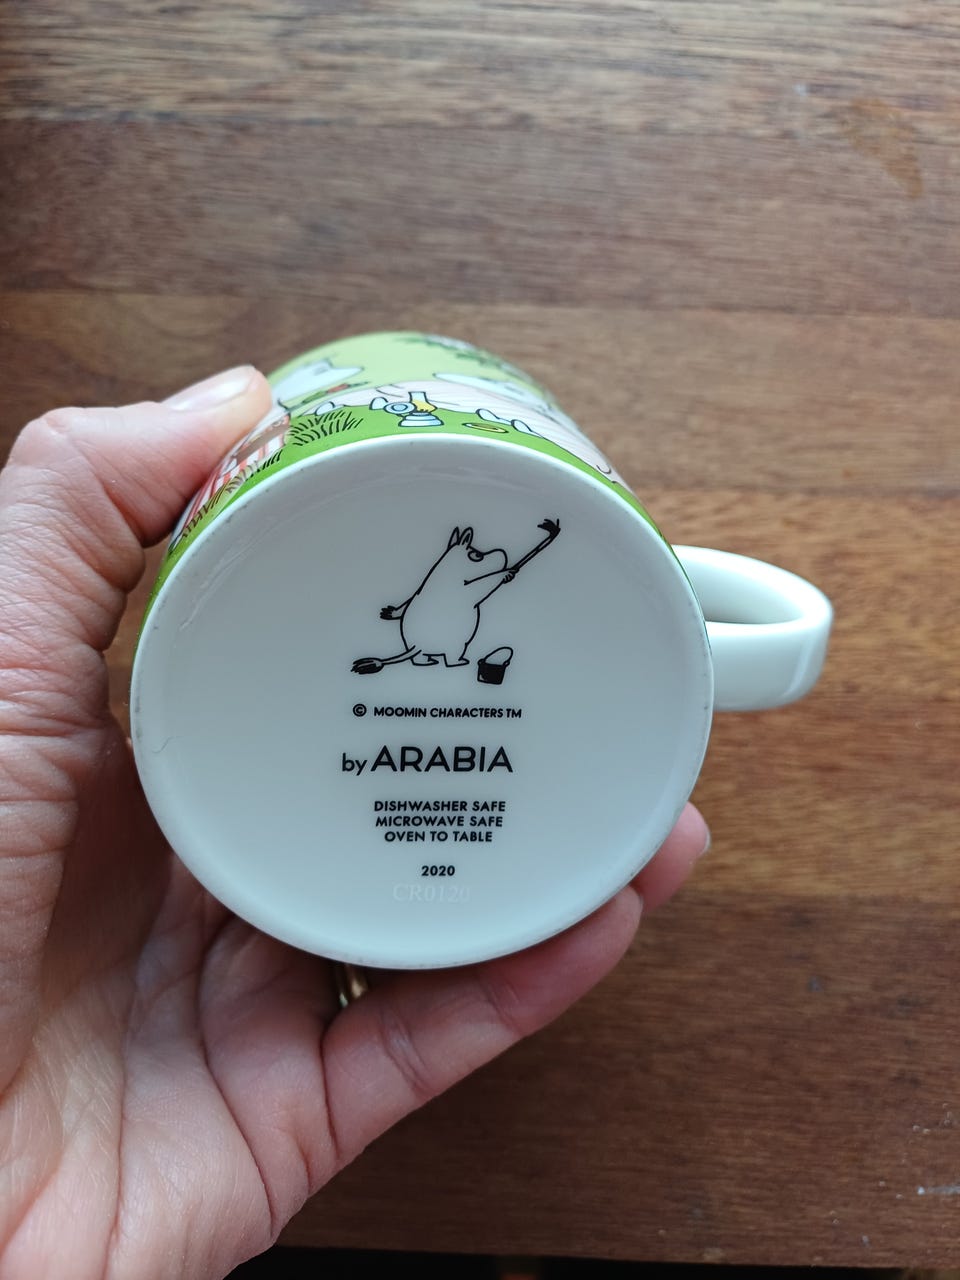 © MOOMIN CHARACTERS TM
by ARABIA
DISHWASHER SAFE
MICROWAVE SAFE
OVEN TO TABLE
2020
CR0120